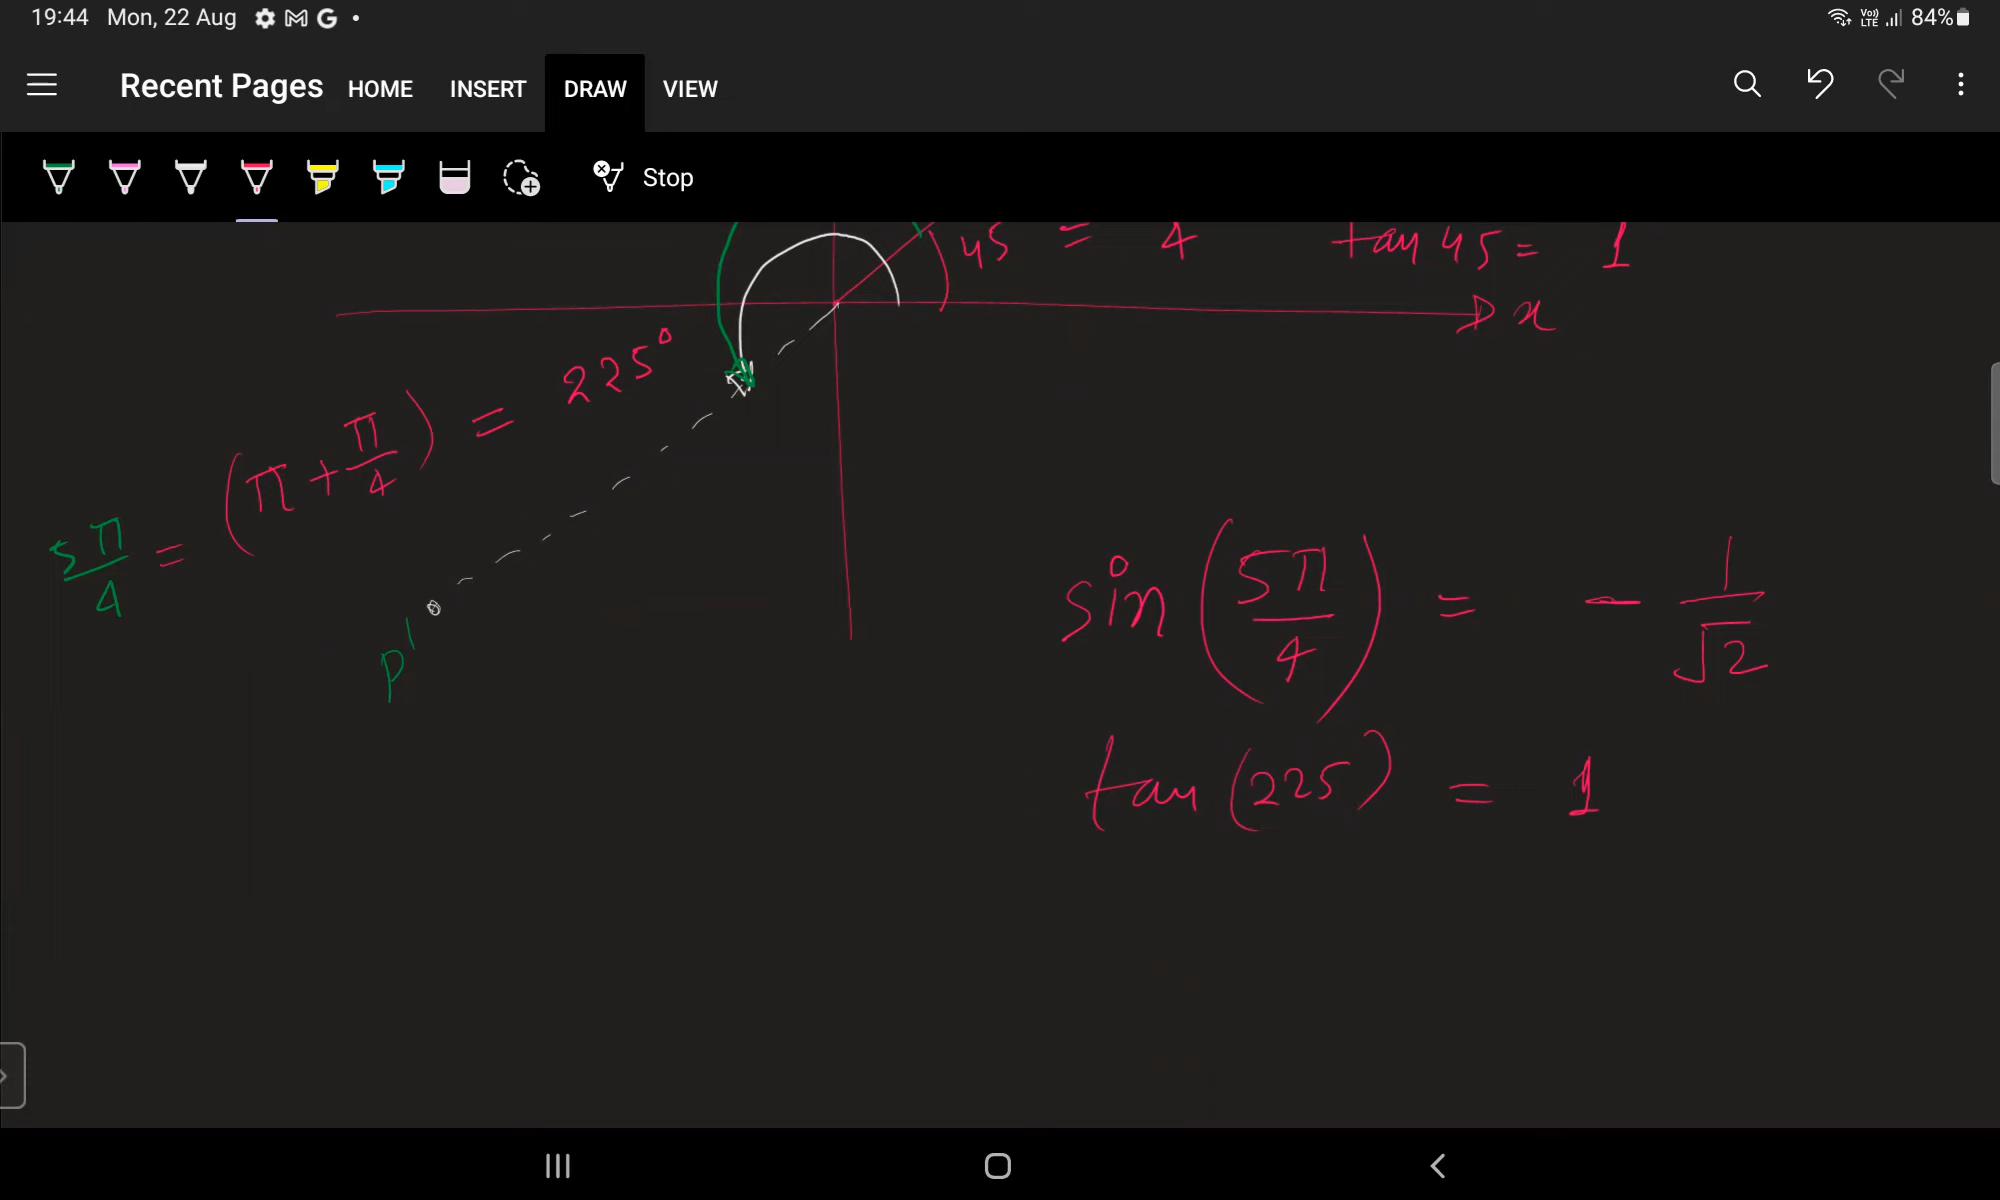 19:44 Mon, 22 Aug 84%
Recent Pages HOME INSERT DRAW VIEW
Stop
45 = 4 tan 45 = 1
x
(π + π/4) = 225°
5π/4 =
P'
sin (5π/4) = - 1/√2
tan (225) = 1